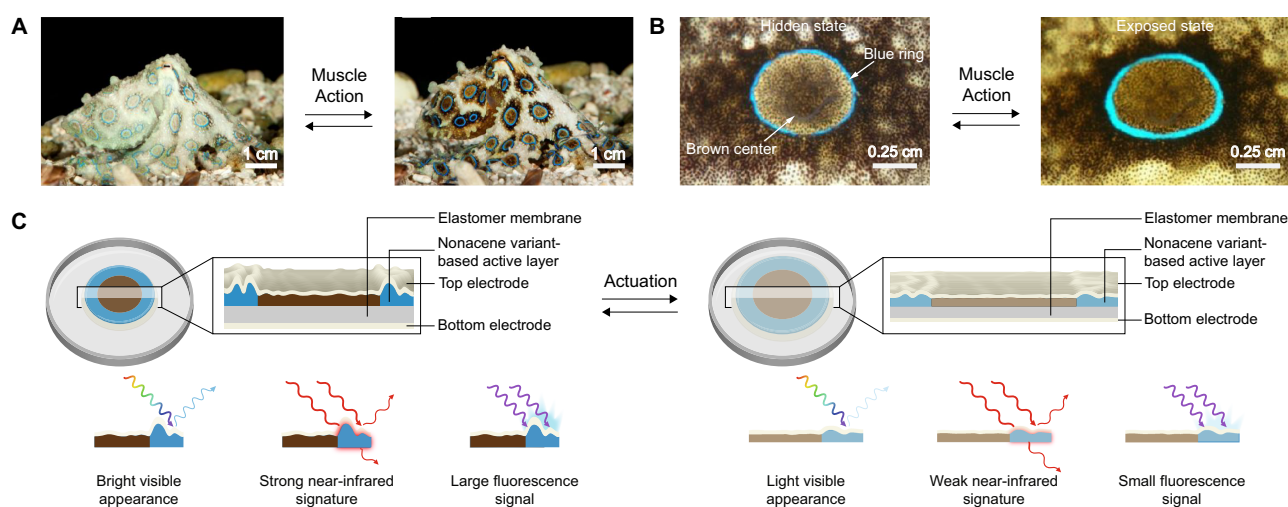 A
Muscle
Action
1 cm
1 cm
B
Hidden state
Blue ring
Brown center
0.25 cm
Muscle
Action
Exposed state
0.25 cm
C
Elastomer membrane
Nonacene variant-
based active layer
Top electrode
Bottom electrode
Actuation
Elastomer membrane
Nonacene variant-
based active layer
Top electrode
Bottom electrode
Bright visible
appearance
Strong near-infrared
signature
Large fluorescence
signal
Light visible
appearance
Weak near-infrared
signature
Small fluorescence
signal